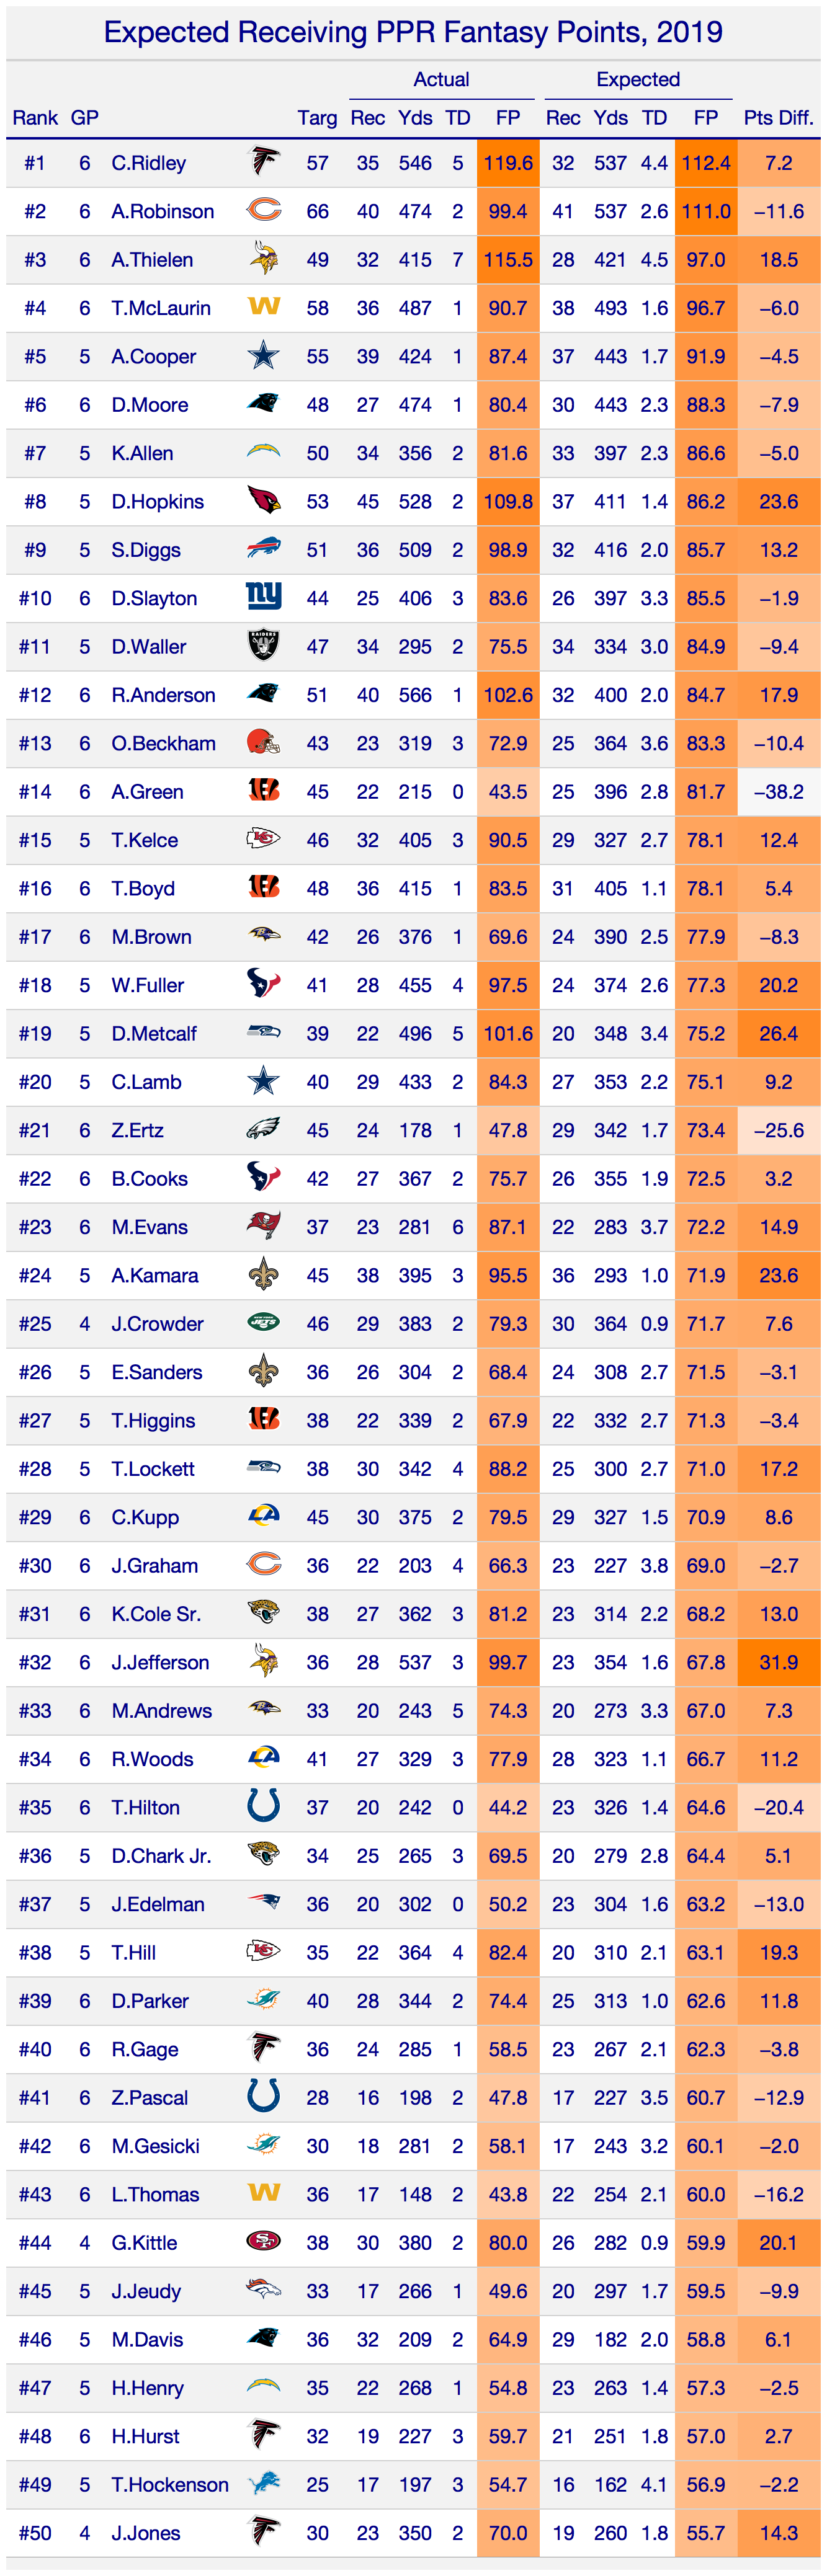 Expected Receiving PPR Fantasy Points, 2019
Actual Expected
Rank GP Targ Rec Yds TD FP Rec Yds TD FP Pts Diff.
#1 6 C.Ridley 57 35 546 5 119.6 32 537 4.4 112.4 7.2
#2 6 A.Robinson 66 40 474 2 99.4 41 537 2.6 111.0 −11.6
#3 6 A.Thielen 49 32 415 7 115.5 28 421 4.5 97.0 18.5
#4 6 T.McLaurin W 58 36 487 1 90.7 38 493 1.6 96.7 −6.0
#5 5 A.Cooper 55 39 424 1 87.4 37 443 1.7 91.9 −4.5
#6 6 D.Moore 48 27 474 1 80.4 30 443 2.3 88.3 −7.9
#7 5 K.Allen 50 34 356 2 81.6 33 397 2.3 86.6 −5.0
#8 5 D.Hopkins 53 45 528 2 109.8 37 411 1.4 86.2 23.6
#9 5 S.Diggs 51 36 509 2 98.9 32 416 2.0 85.7 13.2
#10 6 D.Slayton ny 44 25 406 3 83.6 26 397 3.3 85.5 −1.9
#11 5 D.Waller RAIDERS 47 34 295 2 75.5 34 334 3.0 84.9 −9.4
#12 6 R.Anderson 51 40 566 1 102.6 32 400 2.0 84.7 17.9
#13 6 O.Beckham 43 23 319 3 72.9 25 364 3.6 83.3 −10.4
#14 6 A.Green 45 22 215 0 43.5 25 396 2.8 81.7 −38.2
#15 5 T.Kelce KC 46 32 405 3 90.5 29 327 2.7 78.1 12.4
#16 6 T.Boyd 48 36 415 1 83.5 31 405 1.1 78.1 5.4
#17 6 M.Brown 42 26 376 1 69.6 24 390 2.5 77.9 −8.3
#18 5 W.Fuller 41 28 455 4 97.5 24 374 2.6 77.3 20.2
#19 5 D.Metcalf 39 22 496 5 101.6 20 348 3.4 75.2 26.4
#20 5 C.Lamb 40 29 433 2 84.3 27 353 2.2 75.1 9.2
#21 6 Z.Ertz 45 24 178 1 47.8 29 342 1.7 73.4 −25.6
#22 6 B.Cooks 42 27 367 2 75.7 26 355 1.9 72.5 3.2
#23 6 M.Evans 37 23 281 6 87.1 22 283 3.7 72.2 14.9
#24 5 A.Kamara 45 38 395 3 95.5 36 293 1.0 71.9 23.6
#25 4 J.Crowder JETS 46 29 383 2 79.3 30 364 0.9 71.7 7.6
#26 5 E.Sanders 36 26 304 2 68.4 24 308 2.7 71.5 −3.1
#27 5 T.Higgins 38 22 339 2 67.9 22 332 2.7 71.3 −3.4
#28 5 T.Lockett 38 30 342 4 88.2 25 300 2.7 71.0 17.2
#29 6 C.Kupp LA 45 30 375 2 79.5 29 327 1.5 70.9 8.6
#30 6 J.Graham 36 22 203 4 66.3 23 227 3.8 69.0 −2.7
#31 6 K.Cole Sr. 38 27 362 3 81.2 23 314 2.2 68.2 13.0
#32 6 J.Jefferson 36 28 537 3 99.7 23 354 1.6 67.8 31.9
#33 6 M.Andrews 33 20 243 5 74.3 20 273 3.3 67.0 7.3
#34 6 R.Woods LA 41 27 329 3 77.9 28 323 1.1 66.7 11.2
#35 6 T.Hilton 37 20 242 0 44.2 23 326 1.4 64.6 −20.4
#36 5 D.Chark Jr. 34 25 265 3 69.5 20 279 2.8 64.4 5.1
#37 5 J.Edelman 36 20 302 0 50.2 23 304 1.6 63.2 −13.0
#38 5 T.Hill KC 35 22 364 4 82.4 20 310 2.1 63.1 19.3
#39 6 D.Parker 40 28 344 2 74.4 25 313 1.0 62.6 11.8
#40 6 R.Gage 36 24 285 1 58.5 23 267 2.1 62.3 −3.8
#41 6 Z.Pascal 28 16 198 2 47.8 17 227 3.5 60.7 −12.9
#42 6 M.Gesicki 30 18 281 2 58.1 17 243 3.2 60.1 −2.0
#43 6 L.Thomas W 36 17 148 2 43.8 22 254 2.1 60.0 −16.2
#44 4 G.Kittle SF 38 30 380 2 80.0 26 282 0.9 59.9 20.1
#45 5 J.Jeudy 33 17 266 1 49.6 20 297 1.7 59.5 −9.9
#46 5 M.Davis 36 32 209 2 64.9 29 182 2.0 58.8 6.1
#47 5 H.Henry 35 22 268 1 54.8 23 263 1.4 57.3 −2.5
#48 6 H.Hurst 32 19 227 3 59.7 21 251 1.8 57.0 2.7
#49 5 T.Hockenson 25 17 197 3 54.7 16 162 4.1 56.9 −2.2
#50 4 J.Jones 30 23 350 2 70.0 19 260 1.8 55.7 14.3